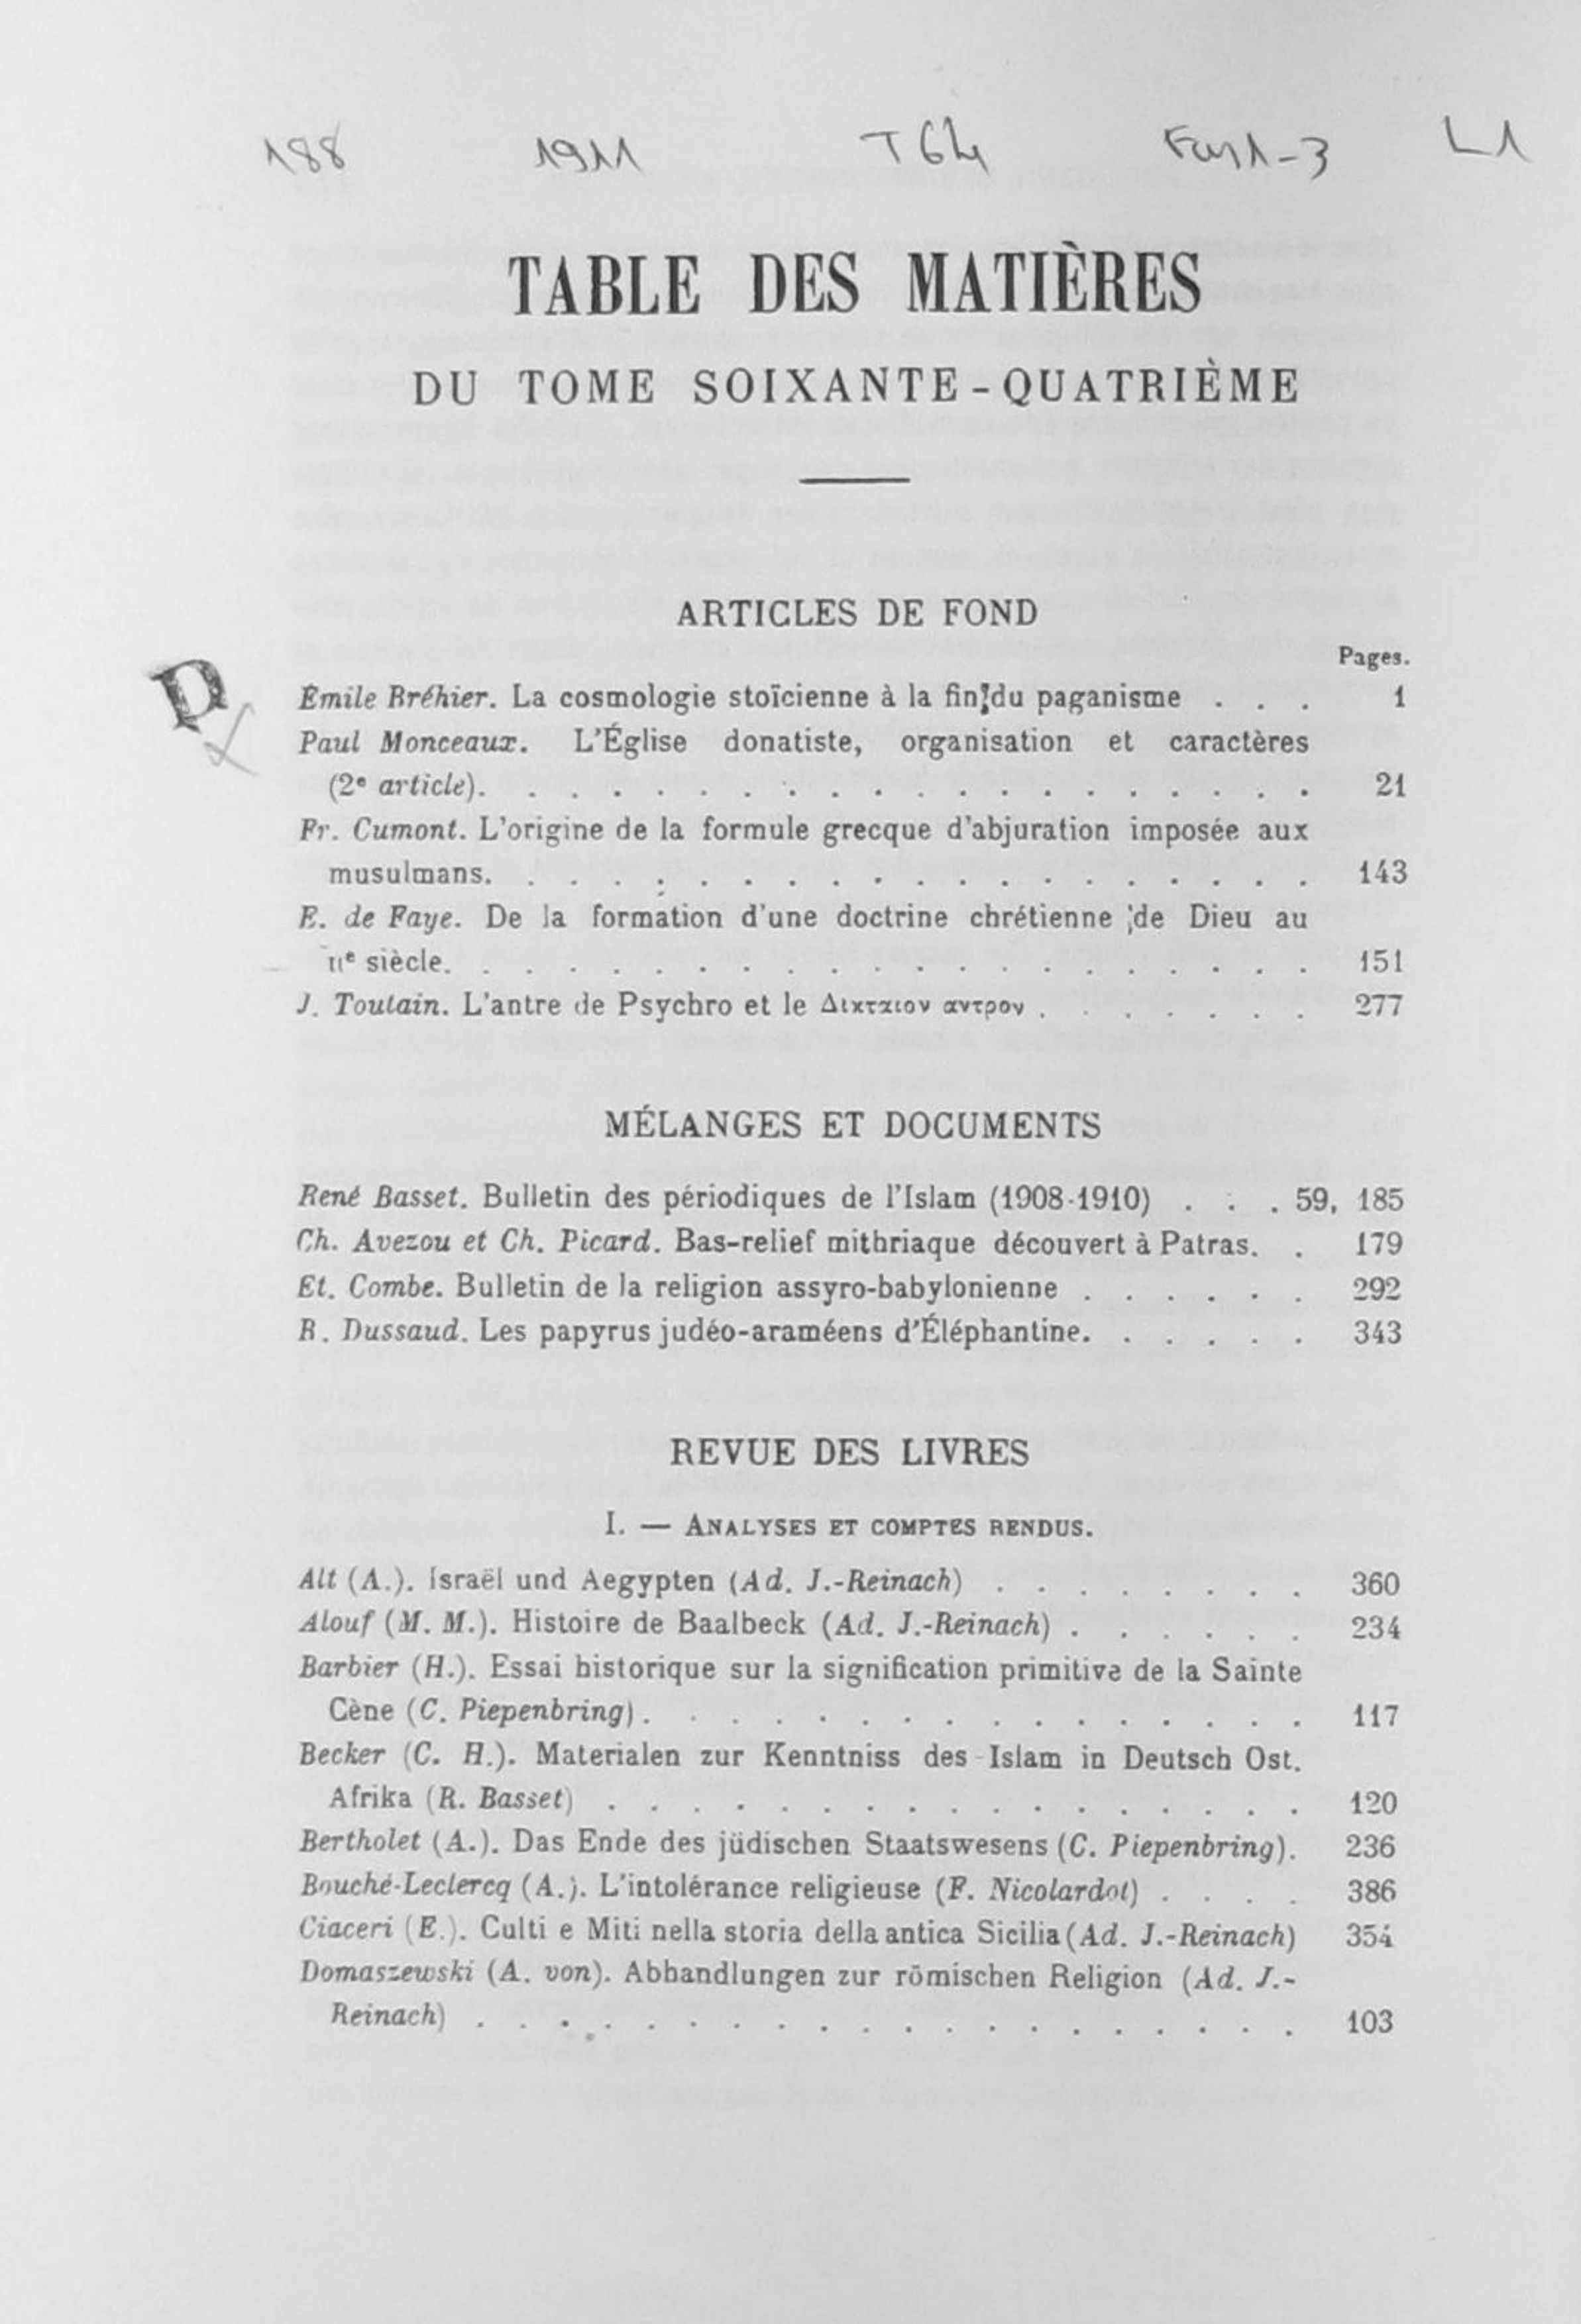 188 1911 T64 Fas1-3 L1
TABLE DES MATIÈRES
DU TOME SOIXANTE-QUATRIÈME
ARTICLES DE FOND
Pages.
D
Émile Bréhier. La cosmologie stoïcienne à la fin du paganisme . . . 1
Paul Monceaux. L'Église donatiste, organisation et caractères
(2e article). . . . . . . . . . . . . . . . . . . . 21
Fr. Cumont. L'origine de la formule grecque d'abjuration imposée aux
musulmans. . . . . . . . . . . . . . . . . . . . 143
E. de Faye. De la formation d'une doctrine chrétienne de Dieu au
IIe siècle. . . . . . . . . . . . . . . . . . . . . 151
J. Toutain. L'antre de Psychro et le Δικταιον αντρον . . . . . . . 277
MÉLANGES ET DOCUMENTS
René Basset. Bulletin des périodiques de l'Islam (1908-1910) . . . 59, 185
Ch. Avezou et Ch. Picard. Bas-relief mithriaque découvert à Patras. . 179
Et. Combe. Bulletin de la religion assyro-babylonienne . . . . . . 292
R. Dussaud. Les papyrus judéo-araméens d'Éléphantine. . . . . . 343
REVUE DES LIVRES
I. — ANALYSES ET COMPTES RENDUS.
Alt (A.). Israël und Aegypten (Ad. J.-Reinach) . . . . . . . . 360
Alouf (M. M.). Histoire de Baalbeck (Ad. J.-Reinach) . . . . . . 234
Barbier (H.). Essai historique sur la signification primitive de la Sainte
Cène (C. Piepenbring). . . . . . . . . . . . . . . . 117
Becker (C. H.). Materialen zur Kenntniss des Islam in Deutsch Ost.
Afrika (R. Basset) . . . . . . . . . . . . . . . . . 120
Bertholet (A.). Das Ende des jüdischen Staatswesens (C. Piepenbring). 236
Bouché-Leclercq (A.). L'intolérance religieuse (F. Nicolardot) . . . . 386
Ciaceri (E.). Culti e Miti nella storia della antica Sicilia (Ad. J.-Reinach) 354
Domaszewski (A. von). Abhandlungen zur römischen Religion (Ad. J.-
Reinach) . . . . . . . . . . . . . . . . . . . . 103